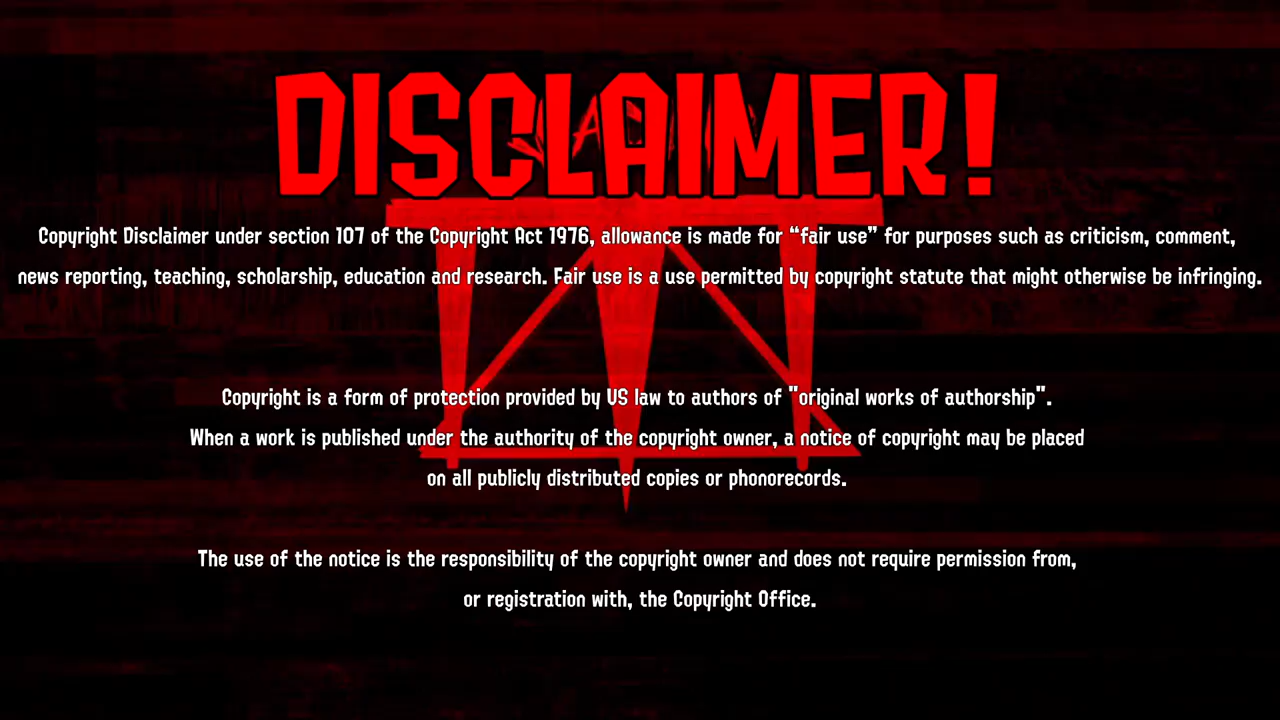 DISCLAIMER!
Copyright Disclaimer under section 107 of the Copyright Act 1976, allowance is made for “fair use” for purposes such as criticism, comment,
news reporting, teaching, scholarship, education and research. Fair use is a use permitted by copyright statute that might otherwise be infringing.
Copyright is a form of protection provided by US law to authors of "original works of authorship".
When a work is published under the authority of the copyright owner, a notice of copyright may be placed
on all publicly distributed copies or phonorecords.
The use of the notice is the responsibility of the copyright owner and does not require permission from,
or registration with, the Copyright Office.